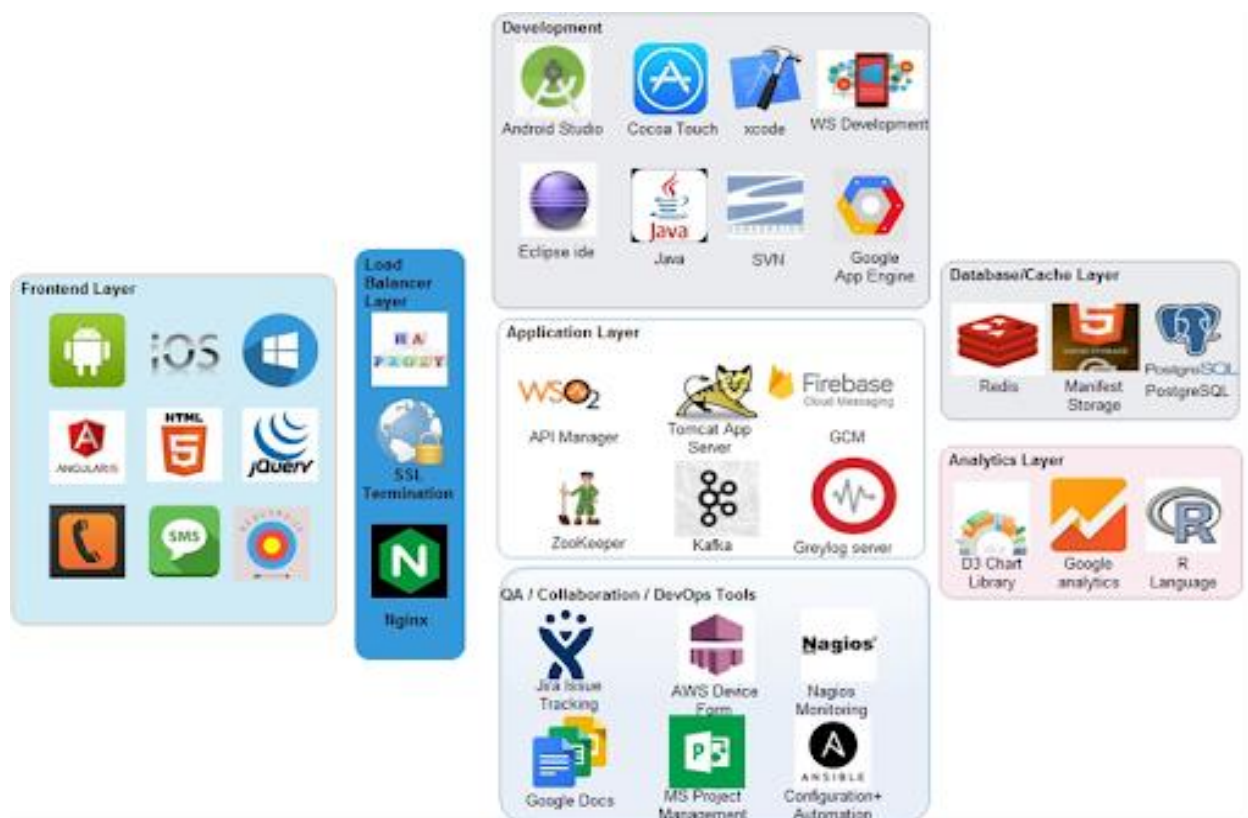 Development
Android Studio
Cocoa Touch
xcode
WS Development
Eclipse ide
Java
Java
SVN
Google
App Engine
Frontend Layer
iOS
ANGULARJS
HTML
5
jQuery
SMS
Load
Balancer
Layer
HA
PROXY
SSL
Termination
N
Nginx
Application Layer
WSO2
API Manager
Tomcat App
Server
Firebase
Cloud Messaging
GCM
ZooKeeper
Kafka
Greylog server
QA / Collaboration / DevOps Tools
Jira Issue
Tracking
AWS Device
Form
Nagios
Nagios
Monitoring
Google Docs
P
MS Project
Management
A
ANSIBLE
Configuration+
Automation
Database/Cache Layer
Redis
5
Manifest
Storage
PostgreSQL
PostgreSQL
Analytics Layer
D3 Chart
Library
Google
analytics
R
R
Language